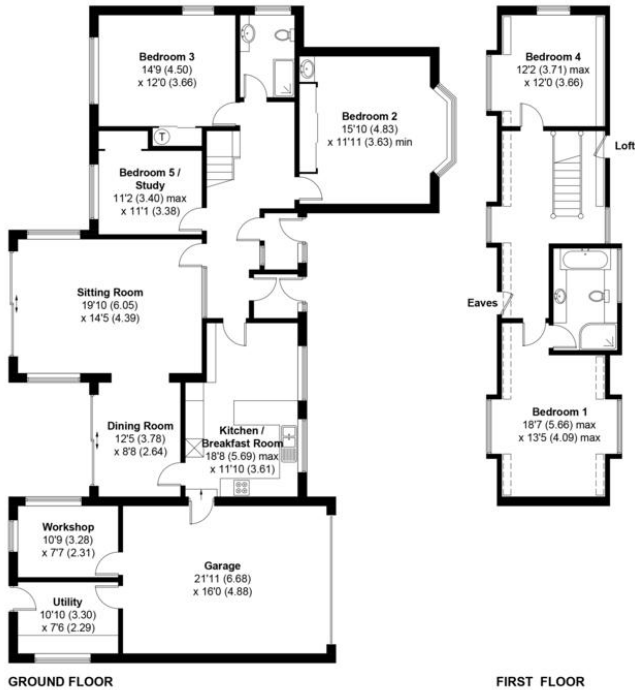 Bedroom 3
14'9 (4.50)
x 12'0 (3.66)
T
Bedroom 2
15'10 (4.83)
x 11'11 (3.63) min
Bedroom 5 /
Study
11'2 (3.40) max
x 11'1 (3.38)
Sitting Room
19'10 (6.05)
x 14'5 (4.39)
Dining Room
12'5 (3.78)
x 8'8 (2.64)
Kitchen /
Breakfast Room
18'8 (5.69) max
x 11'10 (3.61)
Workshop
10'9 (3.28)
x 7'7 (2.31)
Garage
21'11 (6.68)
x 16'0 (4.88)
Utility
10'10 (3.30)
x 7'6 (2.29)
GROUND FLOOR
Bedroom 4
12'2 (3.71) max
x 12'0 (3.66)
Loft
Eaves
Bedroom 1
18'7 (5.66) max
x 13'5 (4.09) max
FIRST FLOOR